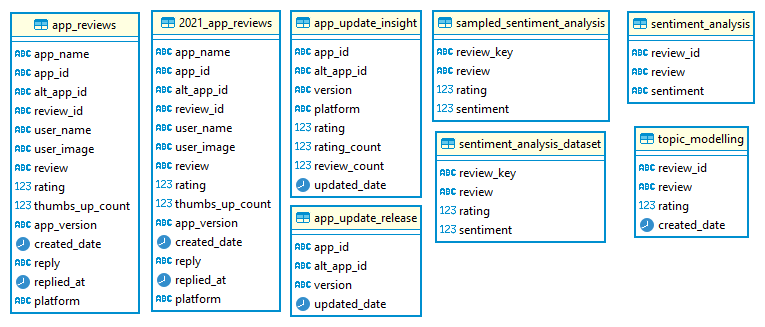 app_reviews
ABC app_name
ABC app_id
ABC alt_app_id
ABC review_id
ABC user_name
ABC user_image
ABC review
123 rating
123 thumbs_up_count
ABC app_version
created_date
ABC reply
replied_at
ABC platform
2021_app_reviews
ABC app_name
ABC app_id
ABC alt_app_id
ABC review_id
ABC user_name
ABC user_image
ABC review
123 rating
123 thumbs_up_count
ABC app_version
created_date
ABC reply
replied_at
ABC platform
app_update_insight
ABC app_id
ABC alt_app_id
ABC version
ABC platform
123 rating
123 rating_count
123 review_count
updated_date
app_update_release
ABC app_id
ABC alt_app_id
ABC version
updated_date
sampled_sentiment_analysis
ABC review_key
ABC review
123 rating
123 sentiment
sentiment_analysis_dataset
ABC review_key
ABC review
123 rating
123 sentiment
sentiment_analysis
ABC review_id
ABC review
ABC sentiment
topic_modelling
ABC review_id
ABC review
123 rating
created_date